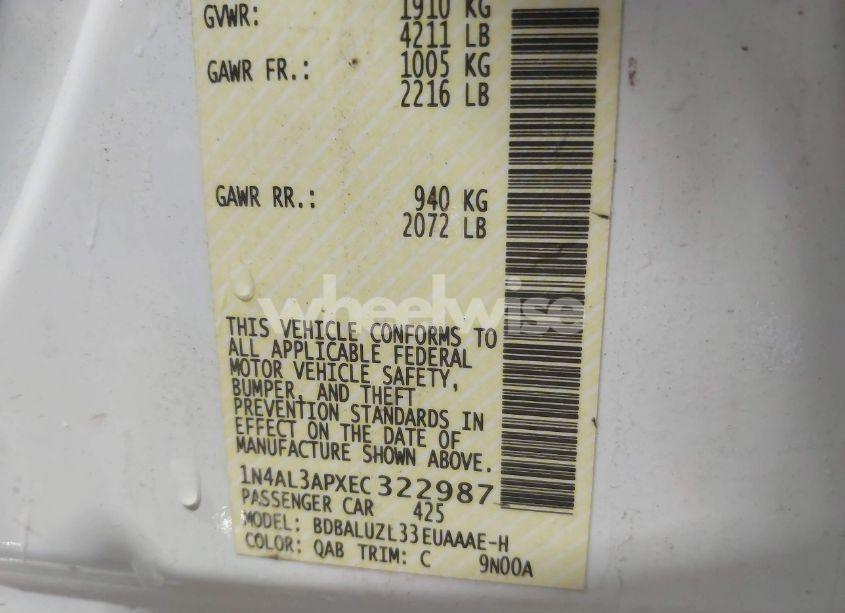 GVWR: 1910 KG
4211 LB
GAWR FR.: 1005 KG
2216 LB
GAWR RR.: 940 KG
2072 LB
wheelwise
THIS VEHICLE CONFORMS TO
ALL APPLICABLE FEDERAL
MOTOR VEHICLE SAFETY,
BUMPER, AND THEFT
PREVENTION STANDARDS IN
EFFECT ON THE DATE OF
MANUFACTURE SHOWN ABOVE.
1N4AL3APXEC322987
PASSENGER CAR 425
MODEL: BDBALUZL33EUAAAE-H
COLOR: QAB TRIM: C 9N00A